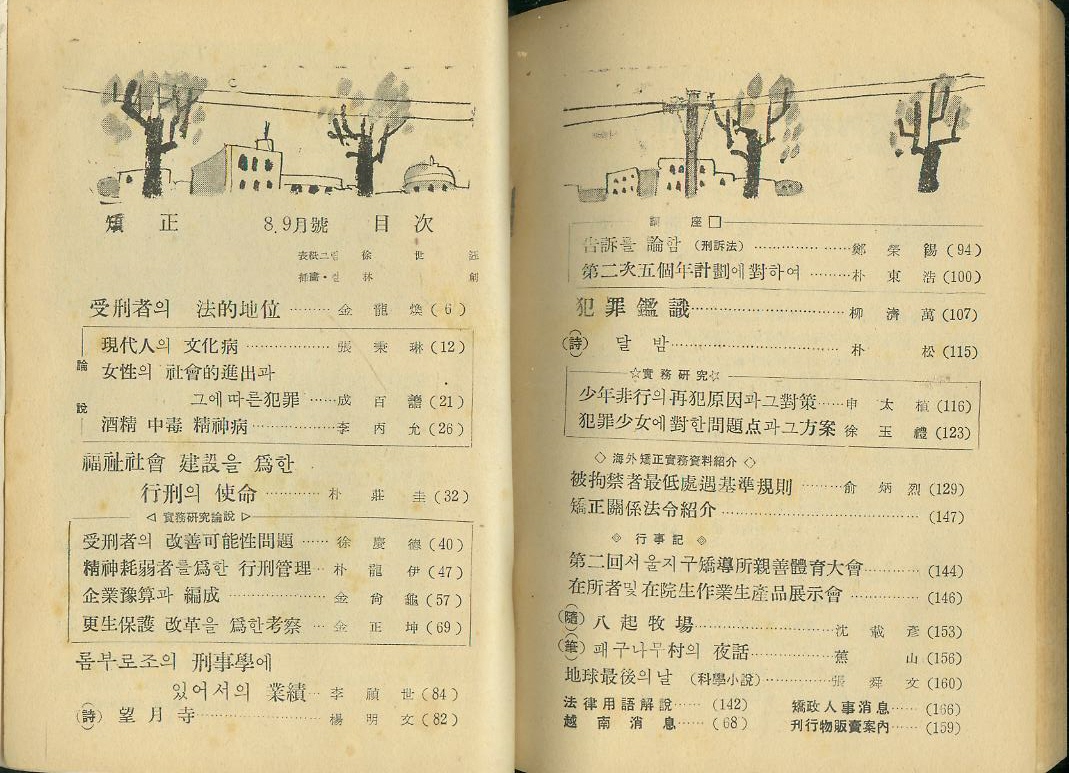 矯正 8.9月號 目次
表紙그림 徐世
揷畵・ 林 創
受刑者의 法的地位 ········ 金龍煥 (6)
論說
現代人의 文化病 ·············· 張秉琳 (12)
女性의 社會的進出과
그에따른犯罪 ······ 成百 (21)
酒精 中毒 精神病 ················ 李丙允 (26)
福祉社會 建設을 爲한
行刑의 使命 ············ 朴莊圭 (32)
◁ 實務研究論說 ▷
受刑者의 改善可能性問題 ······ 徐慶德 (40)
精神耗弱者를爲한 行刑管理 ·· 朴龍伊 (47)
企業豫算과 編成 ················ 金尙龜 (57)
更生保護 改革을 爲한考察 ···· 金正坤 (69)
롬부로조의 刑事學에
있어서의 業績 ·· 李禎世 (84)
(詩) 望月寺 ················ 楊明文 (82)
講座□
告訴를 論함 (刑訴法) ················ 鄭榮錫 (94)
第二次五個年計劃에對하여 ········ 朴東浩 (100)
犯罪鑑識 ·························· 柳濟萬 (107)
(詩) 달밤 ·························· 朴松 (115)
☆實務研究☆
少年非行의再犯原因과그對策 ····· 申太植 (116)
犯罪少女에對한問題点과그方案 徐玉禮 (123)
◇ 海外矯正實務資料紹介 ◇
被拘禁者最低處遇基準規則 ········ 俞炳烈 (129)
矯正關係法令紹介 ···························· (147)
◈ 行事記 ◈
第二回서울지구矯導所親善體育大會 ············ (144)
在所者및在院生作業生産品展示會 ·············· (146)
(隨筆)
八起牧場 ·························· 沈載彥 (153)
패구나무村의 夜話 ·············· 蕉山 (156)
地球最後의날 (科學小說) ············ 張舜文 (160)
法律用語解說 ······ (142) 矯政人事消息 ······ (166)
越南消息 ······ (68) 刊行物販賣案內 ······ (159)